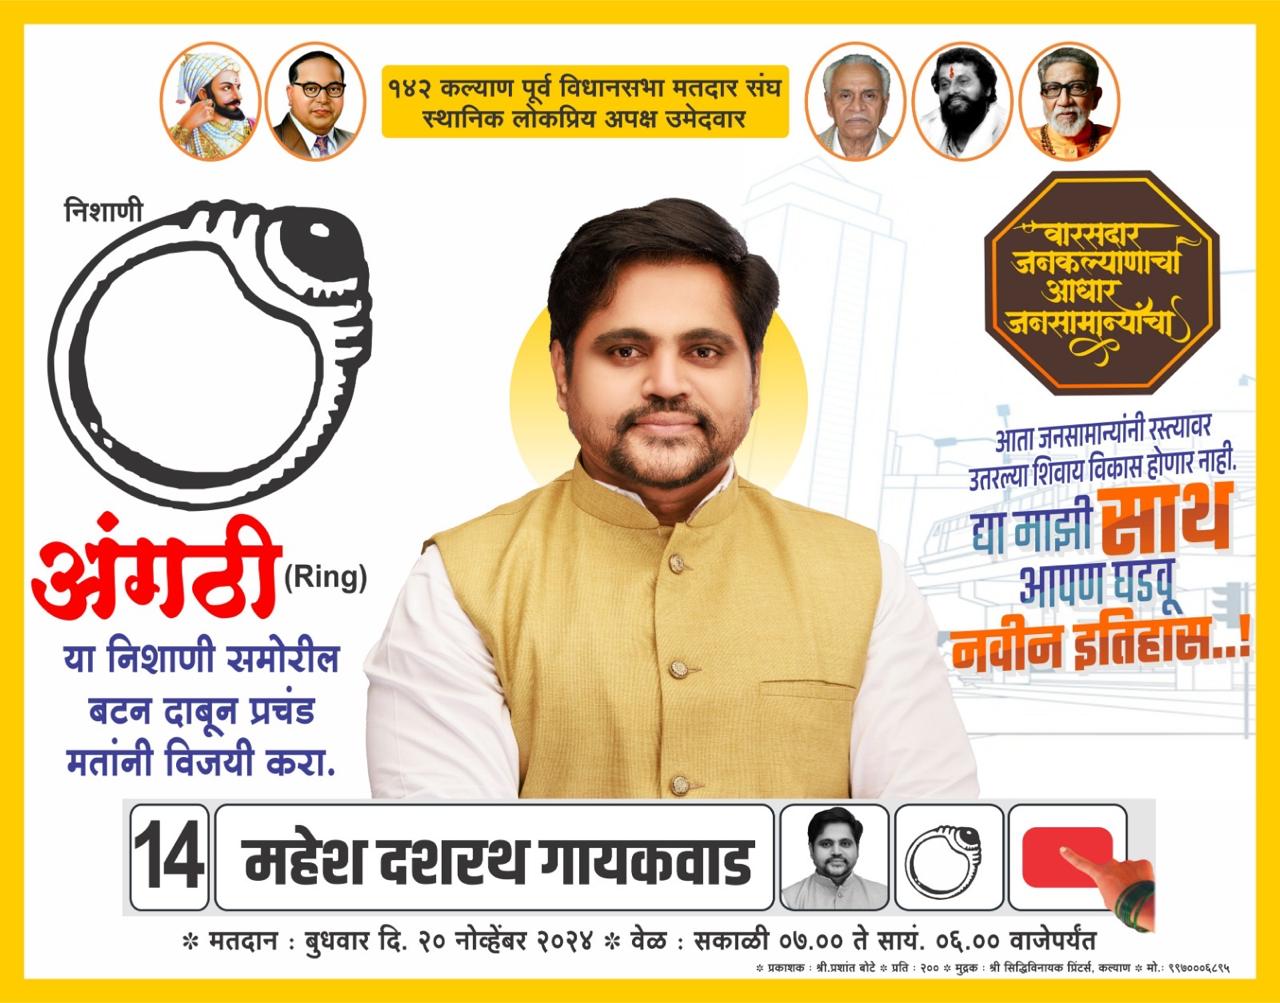 १४२ कल्याण पूर्व विधानसभा मतदार संघ
स्थानिक लोकप्रिय अपक्ष उमेदवार
निशाणी
अंगठी (Ring)
या निशाणी समोरील
बटन दाबून प्रचंड
मतांनी विजयी करा.
वारसदार
जनकल्याणाचा
आधार
जनसामान्यांचा
आता जनसामान्यांनी रस्त्यावर
उतरल्या शिवाय विकास होणार नाही.
द्या माझी साथ
आपण घडवू
नवीन इतिहास..!
14 महेश दशरथ गायकवाड
❊ मतदान : बुधवार दि. २० नोव्हेंबर २०२४ ❊ वेळ : सकाळी ०७.०० ते सायं. ०६.०० वाजेपर्यंत
❊ प्रकाशक : श्री.प्रशांत बोटे ❊ प्रति : २०० ❊ मुद्रक : श्री सिद्धिविनायक प्रिंटर्स, कल्याण ❊ मो.: ९९७०००६८९५